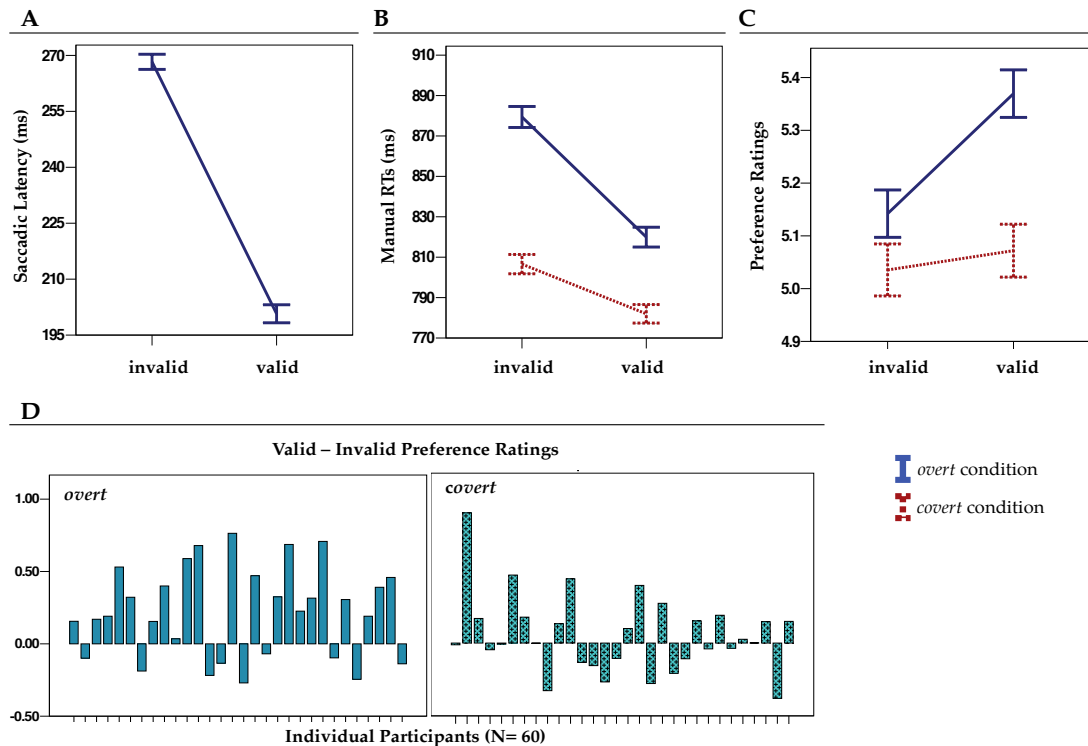 A
Saccadic Latency (ms)
270
255
240
225
210
195
invalid valid
B
Manual RTs (ms)
910
890
870
850
830
810
790
770
invalid valid
C
Preference Ratings
5.4
5.3
5.2
5.1
5.0
4.9
invalid valid
D
Valid – Invalid Preference Ratings
overt
covert
1.00
0.50
0.00
-0.50
Individual Participants (N= 60)
overt condition
covert condition